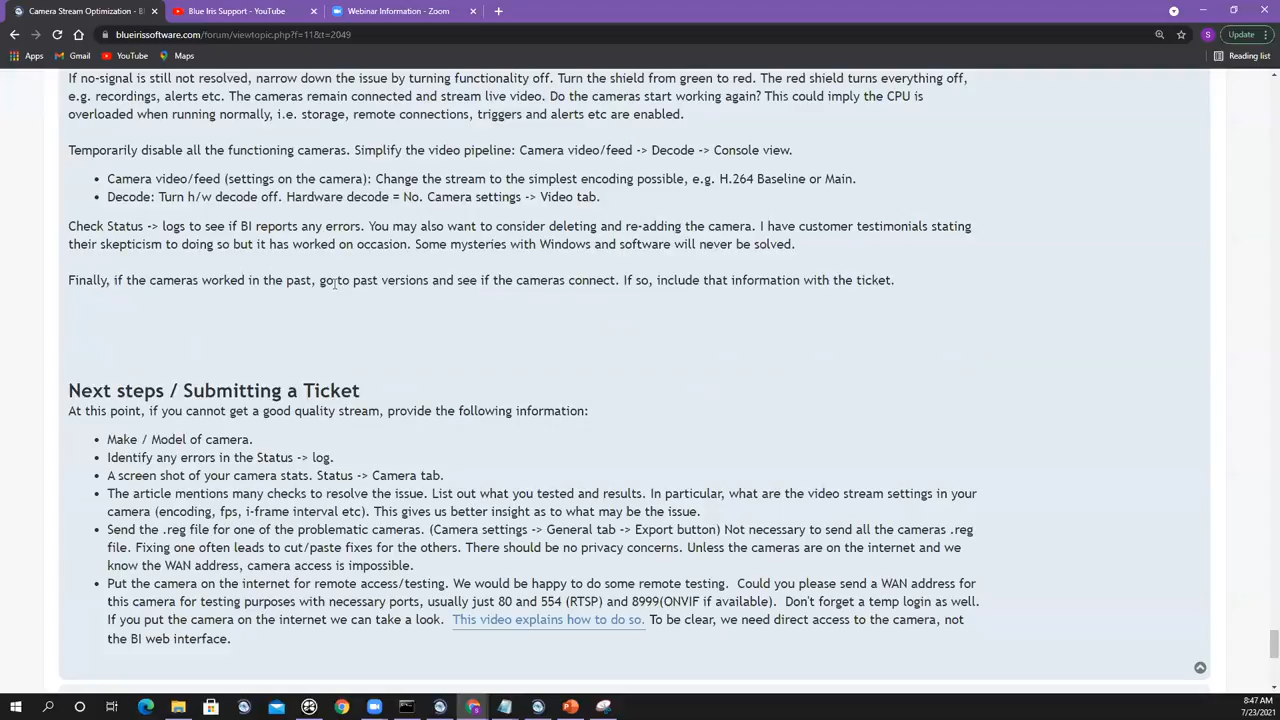 Camera Stream Optimization - Bl
Blue Iris Support - YouTube
Webinar Information - Zoom
blueirissoftware.com/forum/viewtopic.php?f=11&t=2049
S
Update
Apps
Gmail
YouTube
Maps
Reading list
If no-signal is still not resolved, narrow down the issue by turning functionality off. Turn the shield from green to red. The red shield turns everything off,
e.g. recordings, alerts etc. The cameras remain connected and stream live video. Do the cameras start working again? This could imply the CPU is
overloaded when running normally, i.e. storage, remote connections, triggers and alerts etc are enabled.
Temporarily disable all the functioning cameras. Simplify the video pipeline: Camera video/feed -> Decode -> Console view.
• Camera video/feed (settings on the camera): Change the stream to the simplest encoding possible, e.g. H.264 Baseline or Main.
• Decode: Turn h/w decode off. Hardware decode = No. Camera settings -> Video tab.
Check Status -> logs to see if BI reports any errors. You may also want to consider deleting and re-adding the camera. I have customer testimonials stating
their skepticism to doing so but it has worked on occasion. Some mysteries with Windows and software will never be solved.
Finally, if the cameras worked in the past, goto past versions and see if the cameras connect. If so, include that information with the ticket.
Next steps / Submitting a Ticket
At this point, if you cannot get a good quality stream, provide the following information:
• Make / Model of camera.
• Identify any errors in the Status -> log.
• A screen shot of your camera stats. Status -> Camera tab.
• The article mentions many checks to resolve the issue. List out what you tested and results. In particular, what are the video stream settings in your
camera (encoding, fps, i-frame interval etc). This gives us better insight as to what may be the issue.
• Send the .reg file for one of the problematic cameras. (Camera settings -> General tab -> Export button) Not necessary to send all the cameras .reg
file. Fixing one often leads to cut/paste fixes for the others. There should be no privacy concerns. Unless the cameras are on the internet and we
know the WAN address, camera access is impossible.
• Put the camera on the internet for remote access/testing. We would be happy to do some remote testing. Could you please send a WAN address for
this camera for testing purposes with necessary ports, usually just 80 and 554 (RTSP) and 8999(ONVIF if available). Don't forget a temp login as well.
If you put the camera on the internet we can take a look. This video explains how to do so. To be clear, we need direct access to the camera, not
the BI web interface.
8:47 AM
7/23/2021